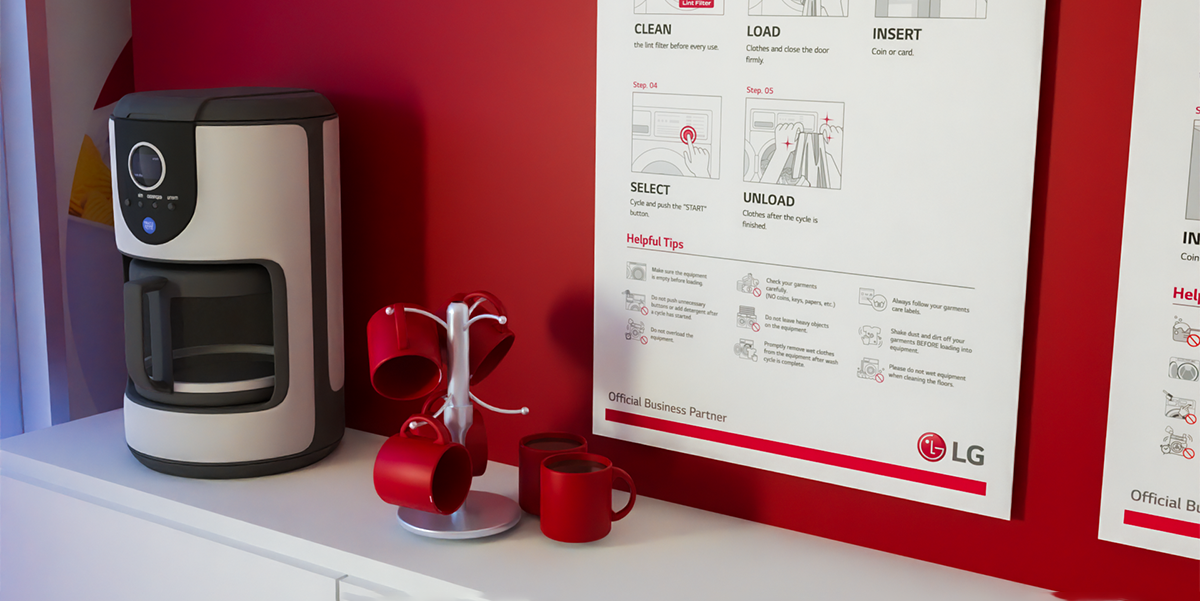 Lint Filter
CLEAN
the lint filter before every use.
LOAD
Clothes and close the door
firmly.
INSERT
Coin or card.
Step. 04
SELECT
Cycle and push the "START"
button.
Step. 05
UNLOAD
Clothes after the cycle is
finished.
Helpful Tips
Make sure the equipment
is empty before loading.
Do not push unnecessary
buttons or add detergent after
a cycle has started.
Do not overload the
equipment.
Check your garments
carefully.
(NO coins, keys, papers, etc.)
Do not leave heavy objects
on the equipment.
Promptly remove wet clothes
from the equipment after wash
cycle is complete.
Always follow your garments
care labels.
Shake dust and dirt off your
garments BEFORE loading into
equipment.
Please do not wet equipment
when cleaning the floors.
Official Business Partner
LG
S
IN
Coin
Help
Official Bu